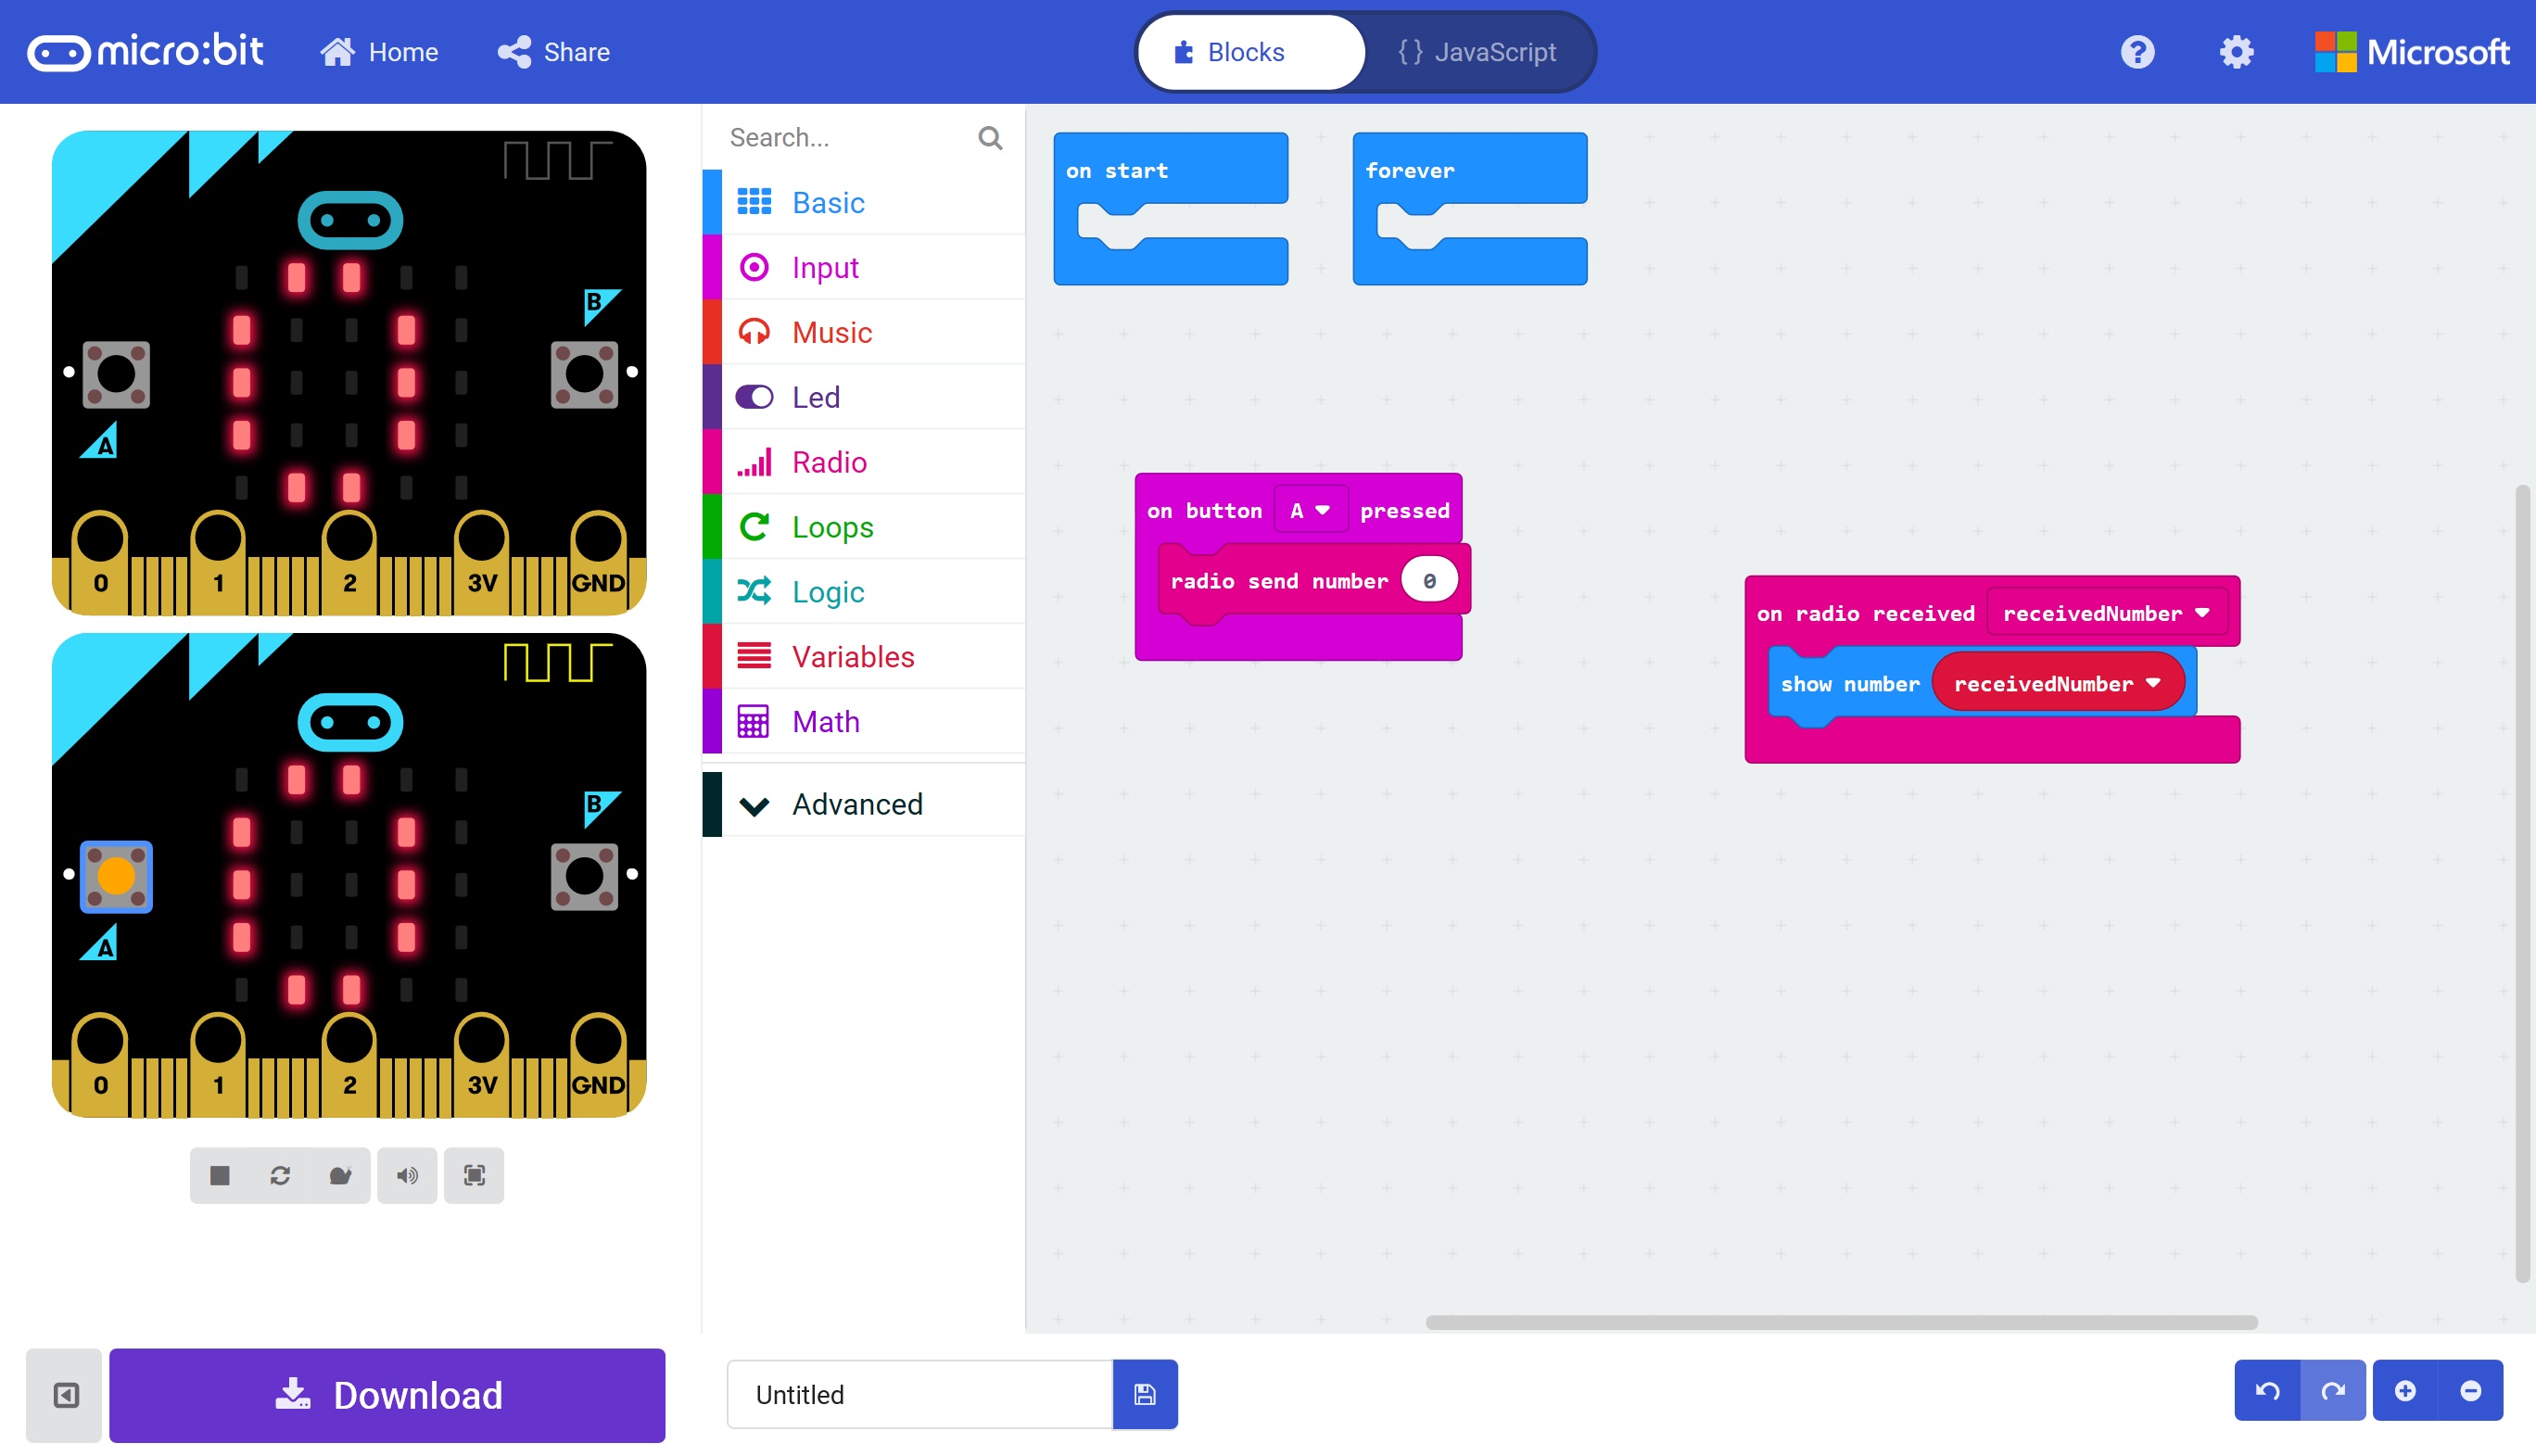 micro:bit
Home
Share
Blocks
{ } JavaScript
Microsoft
B
A
0 1 2 3V GND
B
A
0 1 2 3V GND
Download
Search...
Basic
Input
Music
Led
Radio
Loops
Logic
Variables
Math
Advanced
on start
forever
on button A pressed
radio send number 0
on radio received receivedNumber
show number receivedNumber
Untitled